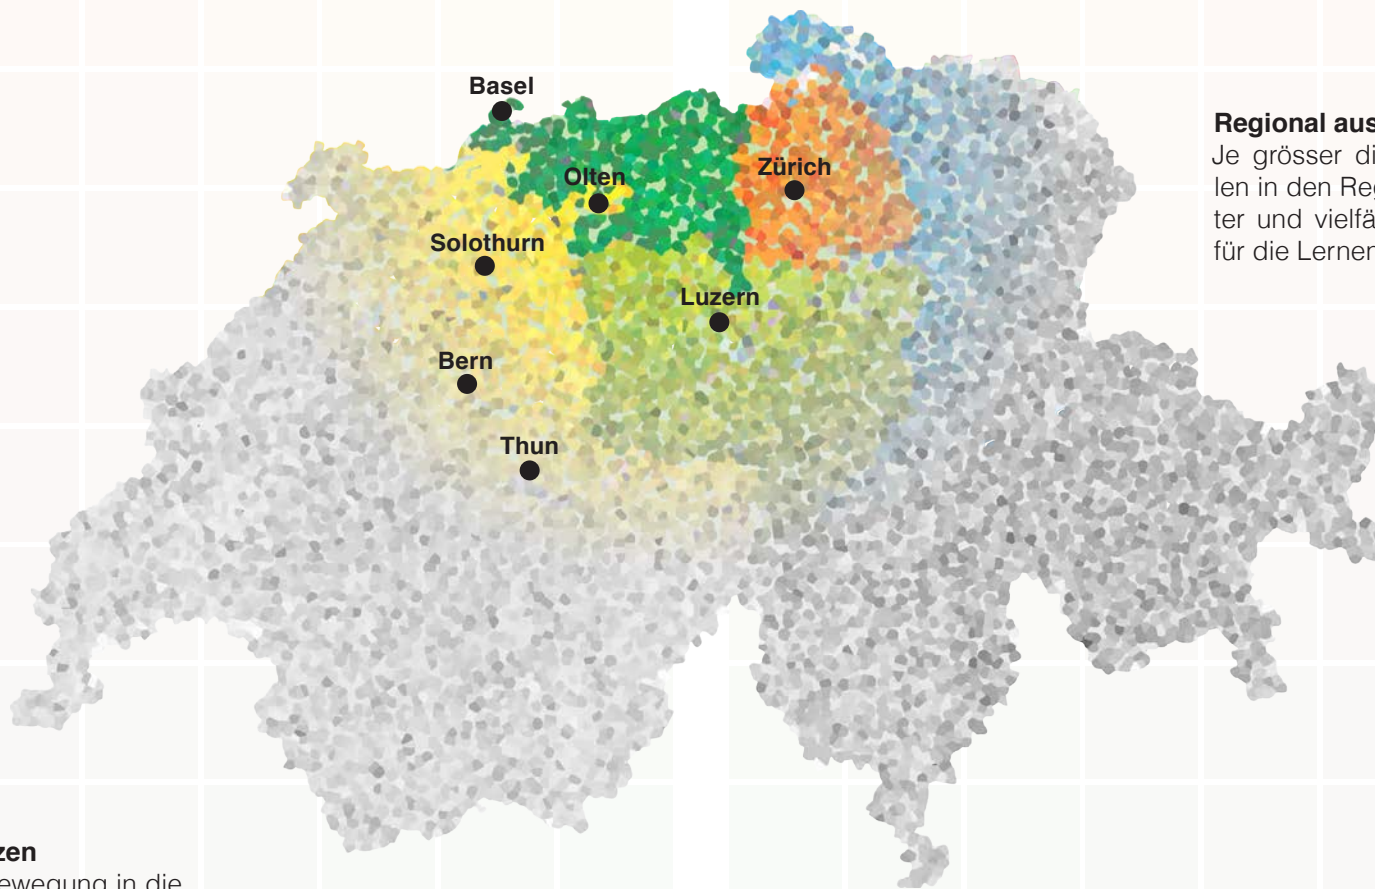 Basel
Olten
Zürich
Solothurn
Luzern
Bern
Thun
Regional aus
Je grösser di
len in den Reg
ter und vielfä
für die Lerner
zen
ewegung in die